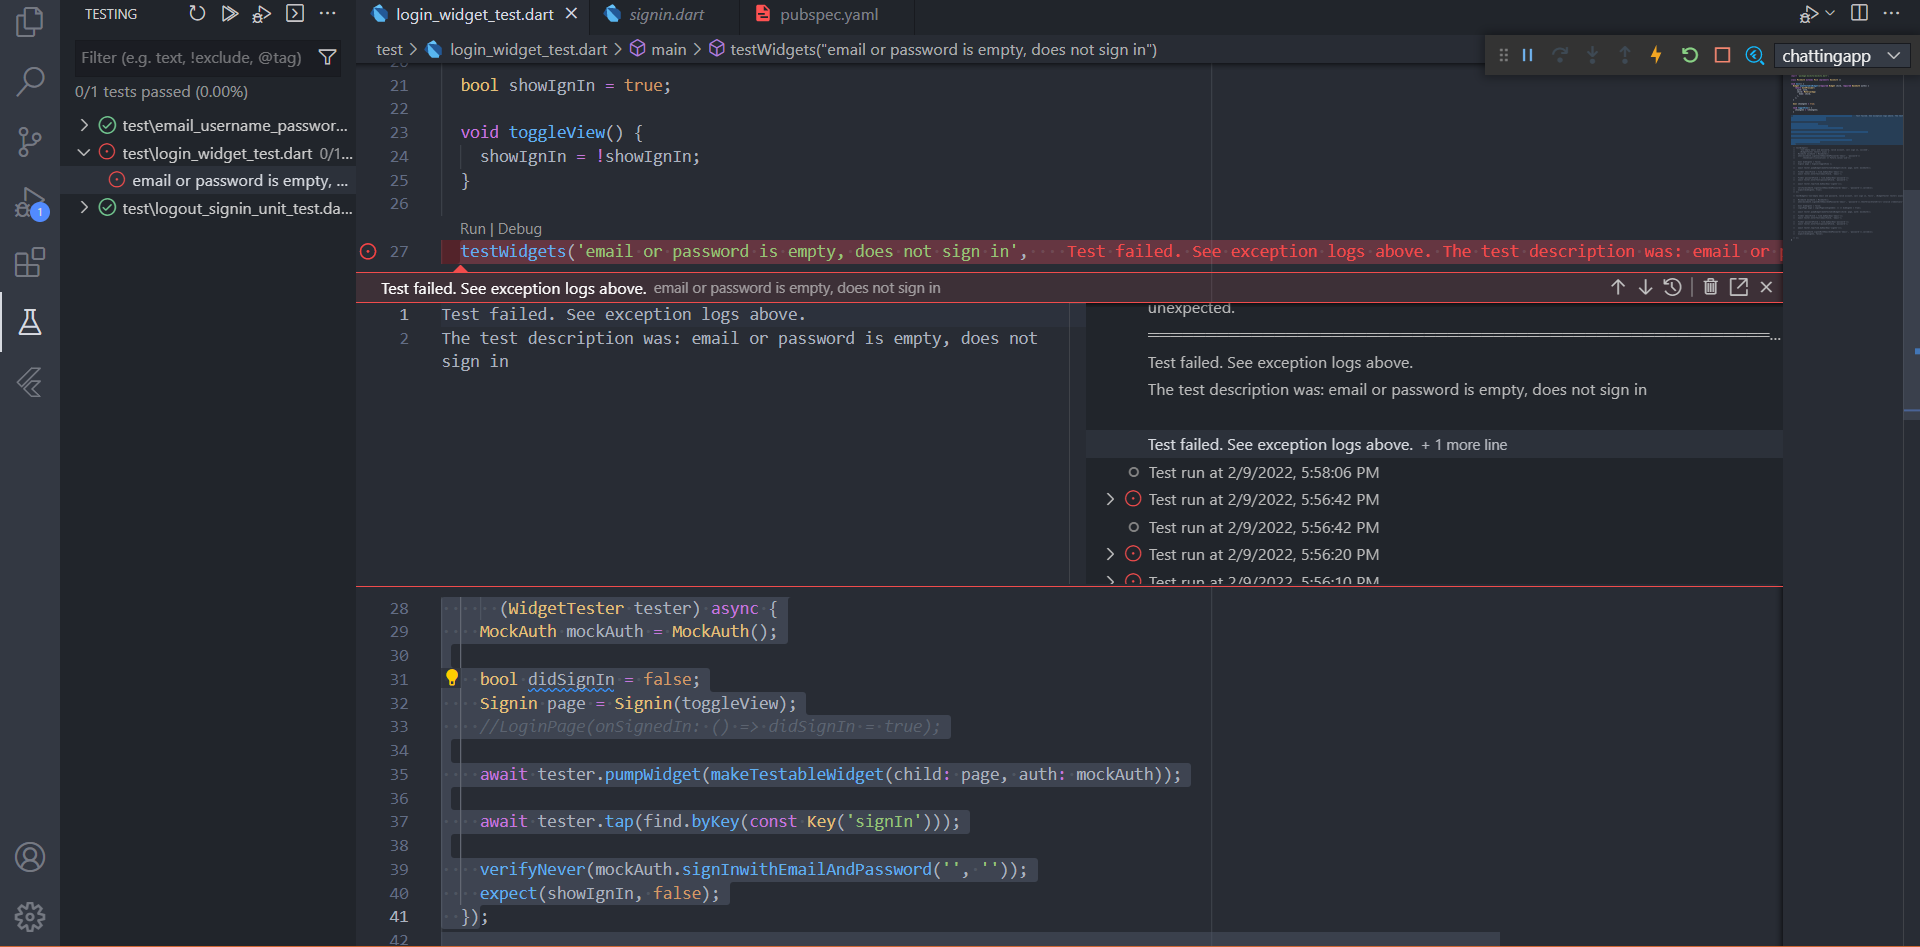 TESTING
login_widget_test.dart
signin.dart
pubspec.yaml
Filter (e.g. text, !exclude, @tag)
test > login_widget_test.dart > main > testWidgets("email or password is empty, does not sign in")
chattingapp
0/1 tests passed (0.00%)
test\email_username_passwor...
test\login_widget_test.dart 0/1...
email or password is empty, ...
test\logout_signin_unit_test.da...
1
20
21 bool showIgnIn = true;
22
23 void toggleView() {
24 showIgnIn = !showIgnIn;
25 }
26
Run | Debug
27 testWidgets('email or password is empty, does not sign in', Test failed. See exception logs above. The test description was: email or
Test failed. See exception logs above. email or password is empty, does not sign in
1 Test failed. See exception logs above.
2 The test description was: email or password is empty, does not
sign in
unexpected.
Test failed. See exception logs above.
The test description was: email or password is empty, does not sign in
Test failed. See exception logs above. + 1 more line
Test run at 2/9/2022, 5:58:06 PM
Test run at 2/9/2022, 5:56:42 PM
Test run at 2/9/2022, 5:56:42 PM
Test run at 2/9/2022, 5:56:20 PM
Test run at 2/9/2022, 5:56:10 PM
28 (WidgetTester tester) async {
29 MockAuth mockAuth = MockAuth();
30
31 bool didSignIn = false;
32 Signin page = Signin(toggleView);
33 //LoginPage(onSignedIn: () => didSignIn = true);
34
35 await tester.pumpWidget(makeTestableWidget(child: page, auth: mockAuth));
36
37 await tester.tap(find.byKey(const Key('signIn')));
38
39 verifyNever(mockAuth.signInwithEmailAndPassword('', ''));
40 expect(showIgnIn, false);
41 });
42